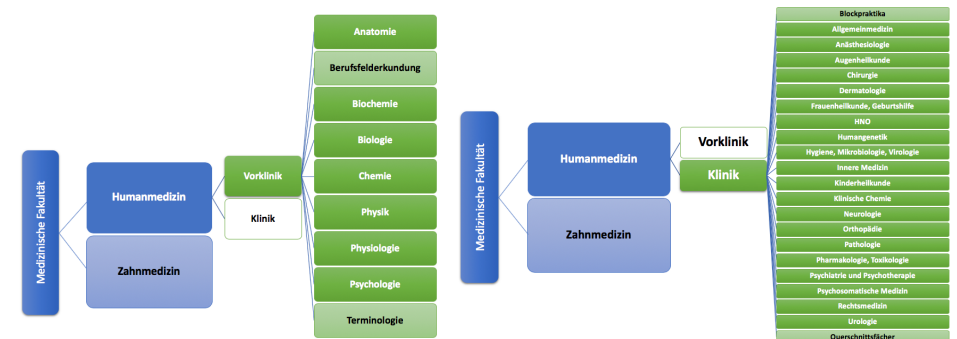 Medizinische Fakultät
Humanmedizin
Zahnmedizin
Vorklinik
Klinik
Anatomie
Berufsfelderkundung
Biochemie
Biologie
Chemie
Physik
Physiologie
Psychologie
Terminologie
Medizinische Fakultät
Humanmedizin
Zahnmedizin
Vorklinik
Klinik
Blockpraktika
Allgemeinmedizin
Anästhesiologie
Augenheilkunde
Chirurgie
Dermatologie
Frauenheilkunde, Geburtshilfe
HNO
Humangenetik
Hygiene, Mikrobiologie, Virologie
Innere Medizin
Kinderheilkunde
Klinische Chemie
Neurologie
Orthopädie
Pathologie
Pharmakologie, Toxikologie
Psychiatrie und Psychotherapie
Psychosomatische Medizin
Rechtsmedizin
Urologie
Querschnittsfächer